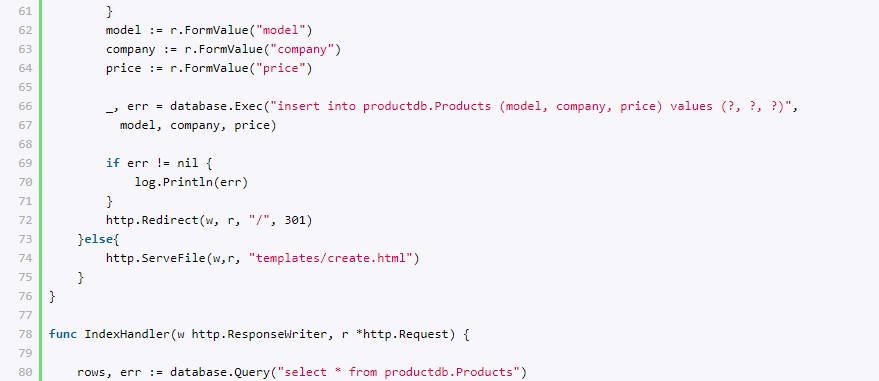 61         }
62         model := r.FormValue("model")
63         company := r.FormValue("company")
64         price := r.FormValue("price")
65
66         _, err = database.Exec("insert into productdb.Products (model, company, price) values (?, ?, ?)",
67           model, company, price)
68
69         if err != nil {
70             log.Println(err)
71         }
72         http.Redirect(w, r, "/", 301)
73     }else{
74         http.ServeFile(w,r, "templates/create.html")
75     }
76 }
77
78 func IndexHandler(w http.ResponseWriter, r *http.Request) {
79
80     rows, err := database.Query("select * from productdb.Products")